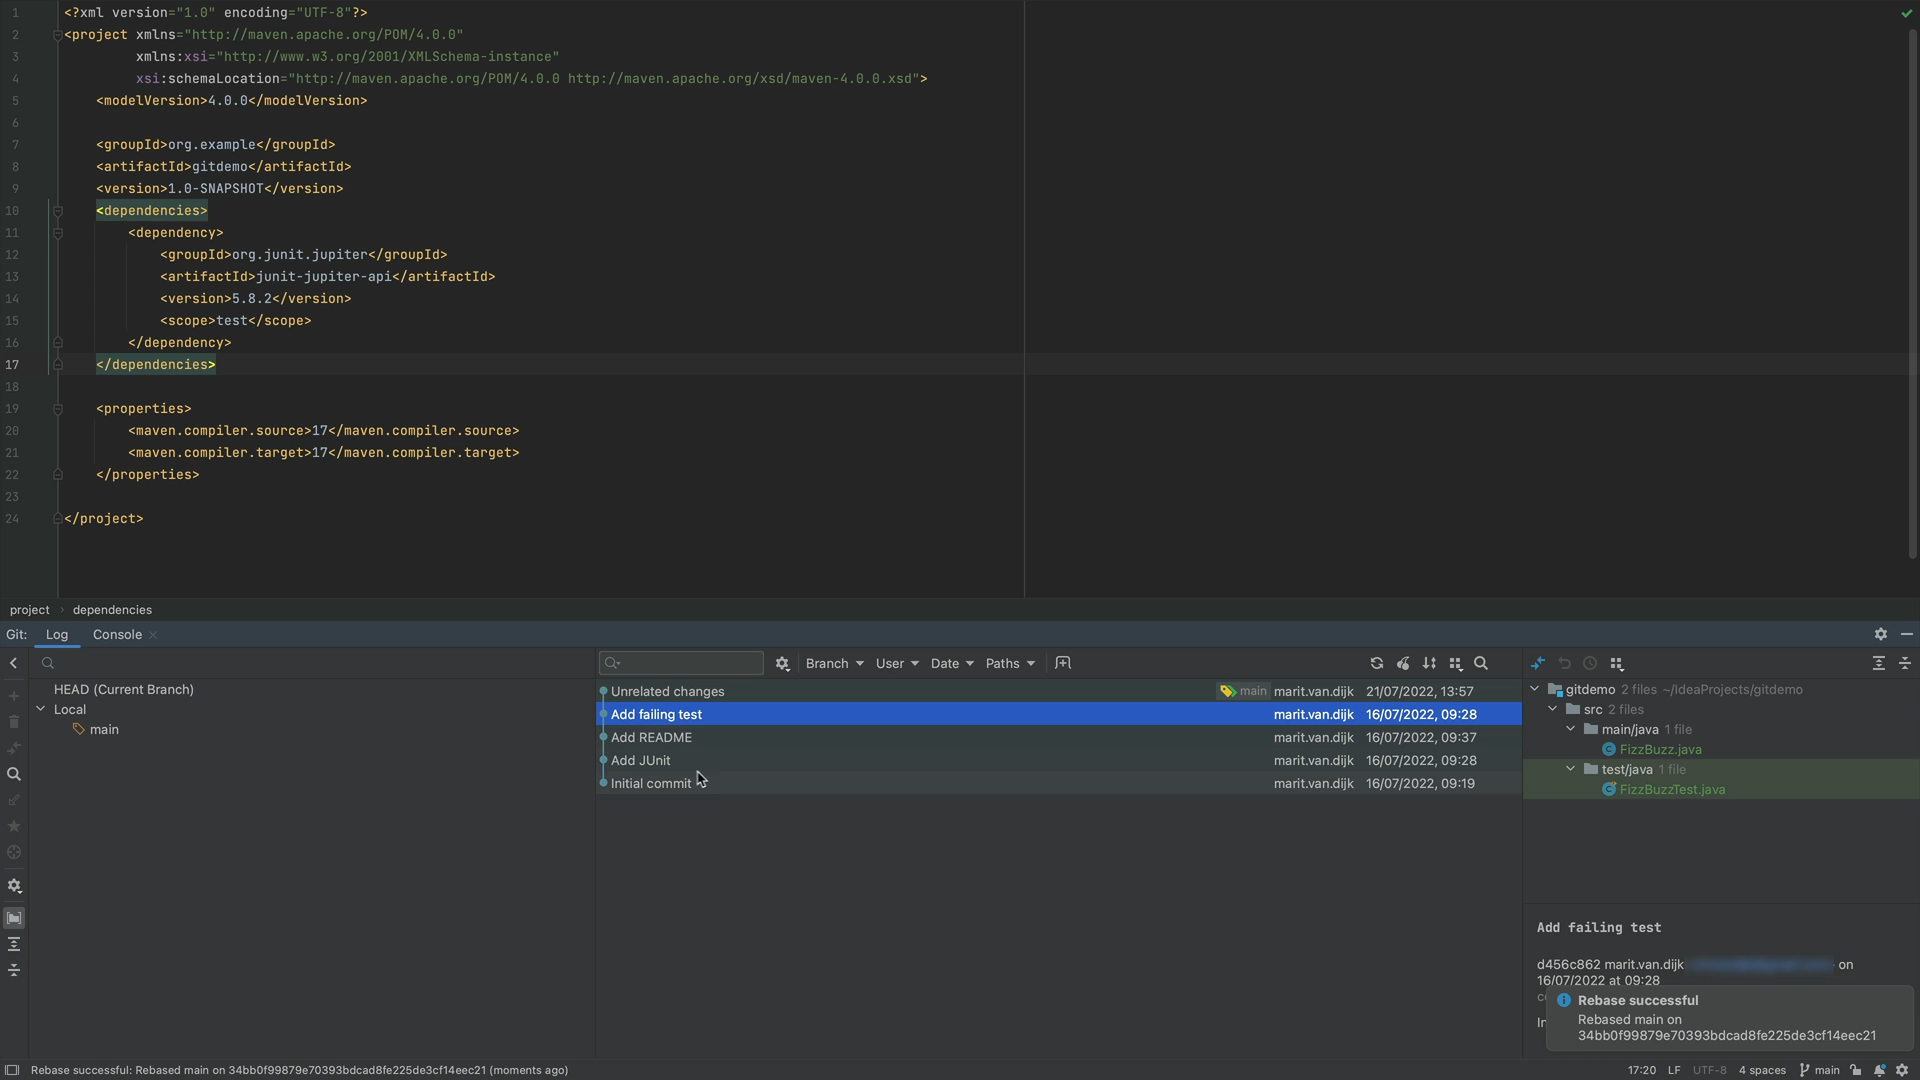 1 <?xml version="1.0" encoding="UTF-8"?>
2 <project xmlns="http://maven.apache.org/POM/4.0.0"
3 xmlns:xsi="http://www.w3.org/2001/XMLSchema-instance"
4 xsi:schemaLocation="http://maven.apache.org/POM/4.0.0 http://maven.apache.org/xsd/maven-4.0.0.xsd">
5 <modelVersion>4.0.0</modelVersion>
6
7 <groupId>org.example</groupId>
8 <artifactId>gitdemo</artifactId>
9 <version>1.0-SNAPSHOT</version>
10 <dependencies>
11 <dependency>
12 <groupId>org.junit.jupiter</groupId>
13 <artifactId>junit-jupiter-api</artifactId>
14 <version>5.8.2</version>
15 <scope>test</scope>
16 </dependency>
17 </dependencies>
18
19 <properties>
20 <maven.compiler.source>17</maven.compiler.source>
21 <maven.compiler.target>17</maven.compiler.target>
22 </properties>
23
24 </project>
project › dependencies
Git: Log Console
Branch User Date Paths
HEAD (Current Branch)
Local
main
Unrelated changes main marit.van.dijk 21/07/2022, 13:57
Add failing test marit.van.dijk 16/07/2022, 09:28
Add README marit.van.dijk 16/07/2022, 09:37
Add JUnit marit.van.dijk 16/07/2022, 09:28
Initial commit marit.van.dijk 16/07/2022, 09:19
gitdemo 2 files ~/IdeaProjects/gitdemo
src 2 files
main/java 1 file
FizzBuzz.java
test/java 1 file
FizzBuzzTest.java
Add failing test
d456c862 marit.van.dijk on
16/07/2022 at 09:28
Rebase successful
Rebased main on
34bb0f99879e70393bdcad8fe225de3cf14eec21
Rebase successful: Rebased main on 34bb0f99879e70393bdcad8fe225de3cf14eec21 (moments ago)
17:20 LF UTF-8 4 spaces main